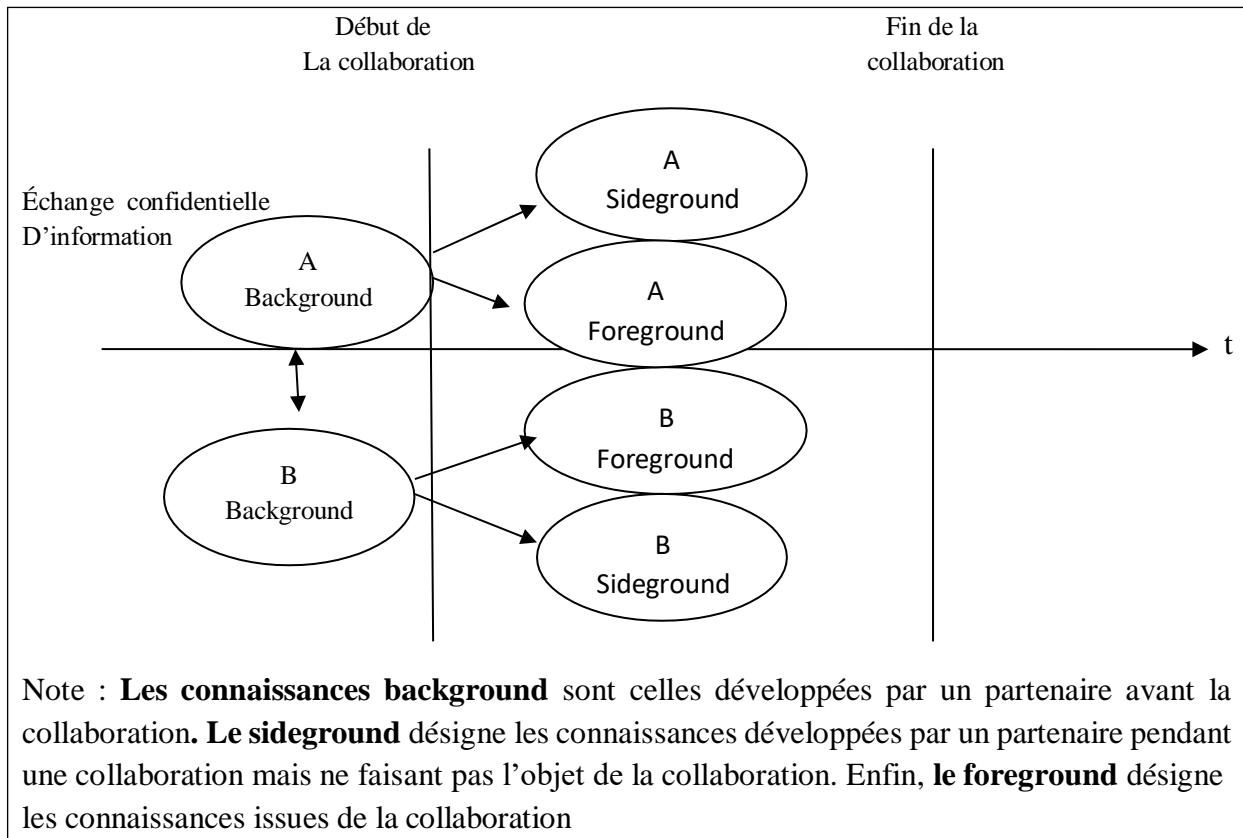 Début de
La collaboration
Fin de la
collaboration
Échange confidentielle
D’information
A
Sideground
A
Background
A
Foreground
t
B
Foreground
B
Background
B
Sideground
Note : Les connaissances background sont celles développées par un partenaire avant la
collaboration. Le sideground désigne les connaissances développées par un partenaire pendant
une collaboration mais ne faisant pas l’objet de la collaboration. Enfin, le foreground désigne
les connaissances issues de la collaboration